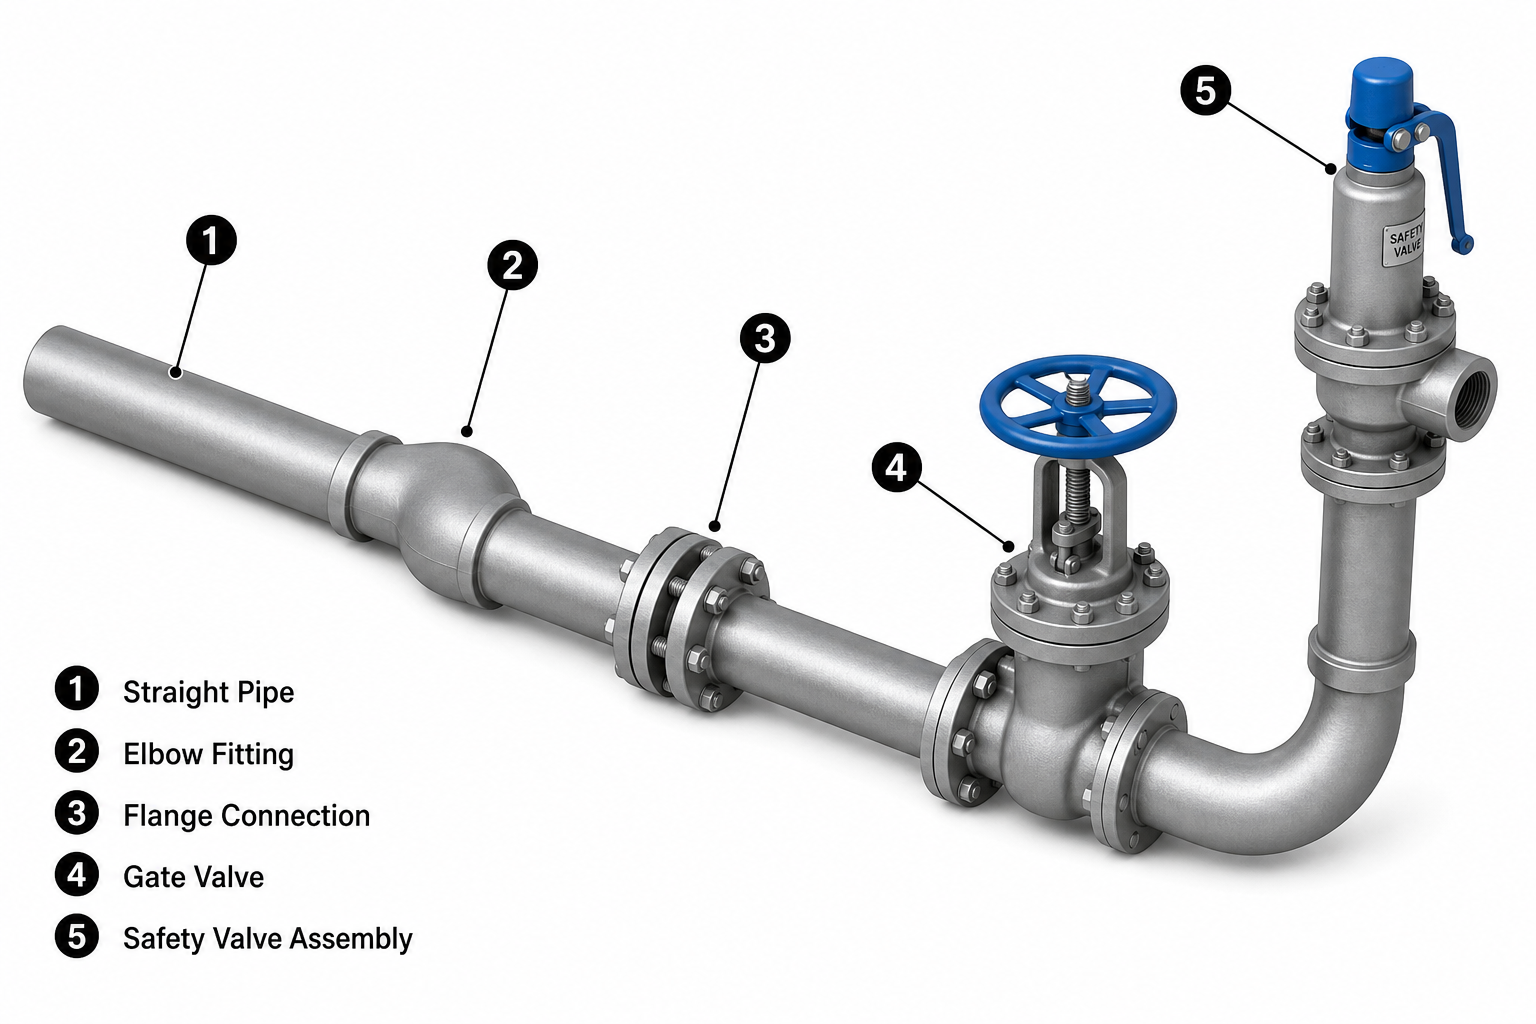 1
2
3
4
5
SAFETY
VALVE
1 Straight Pipe
2 Elbow Fitting
3 Flange Connection
4 Gate Valve
5 Safety Valve Assembly